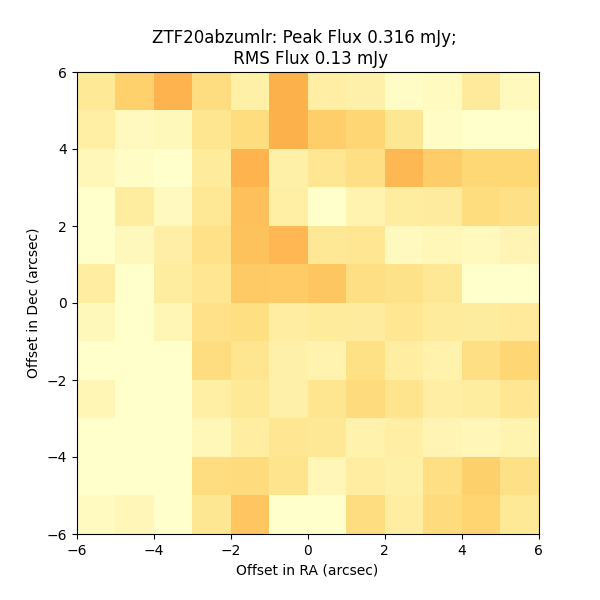 ZTF20abzumlr: Peak Flux 0.316 mJy;
RMS Flux 0.13 mJy
6
4
2
0
−2
−4
−6
Offset in Dec (arcsec)
−6 −4 −2 0 2 4 6
Offset in RA (arcsec)